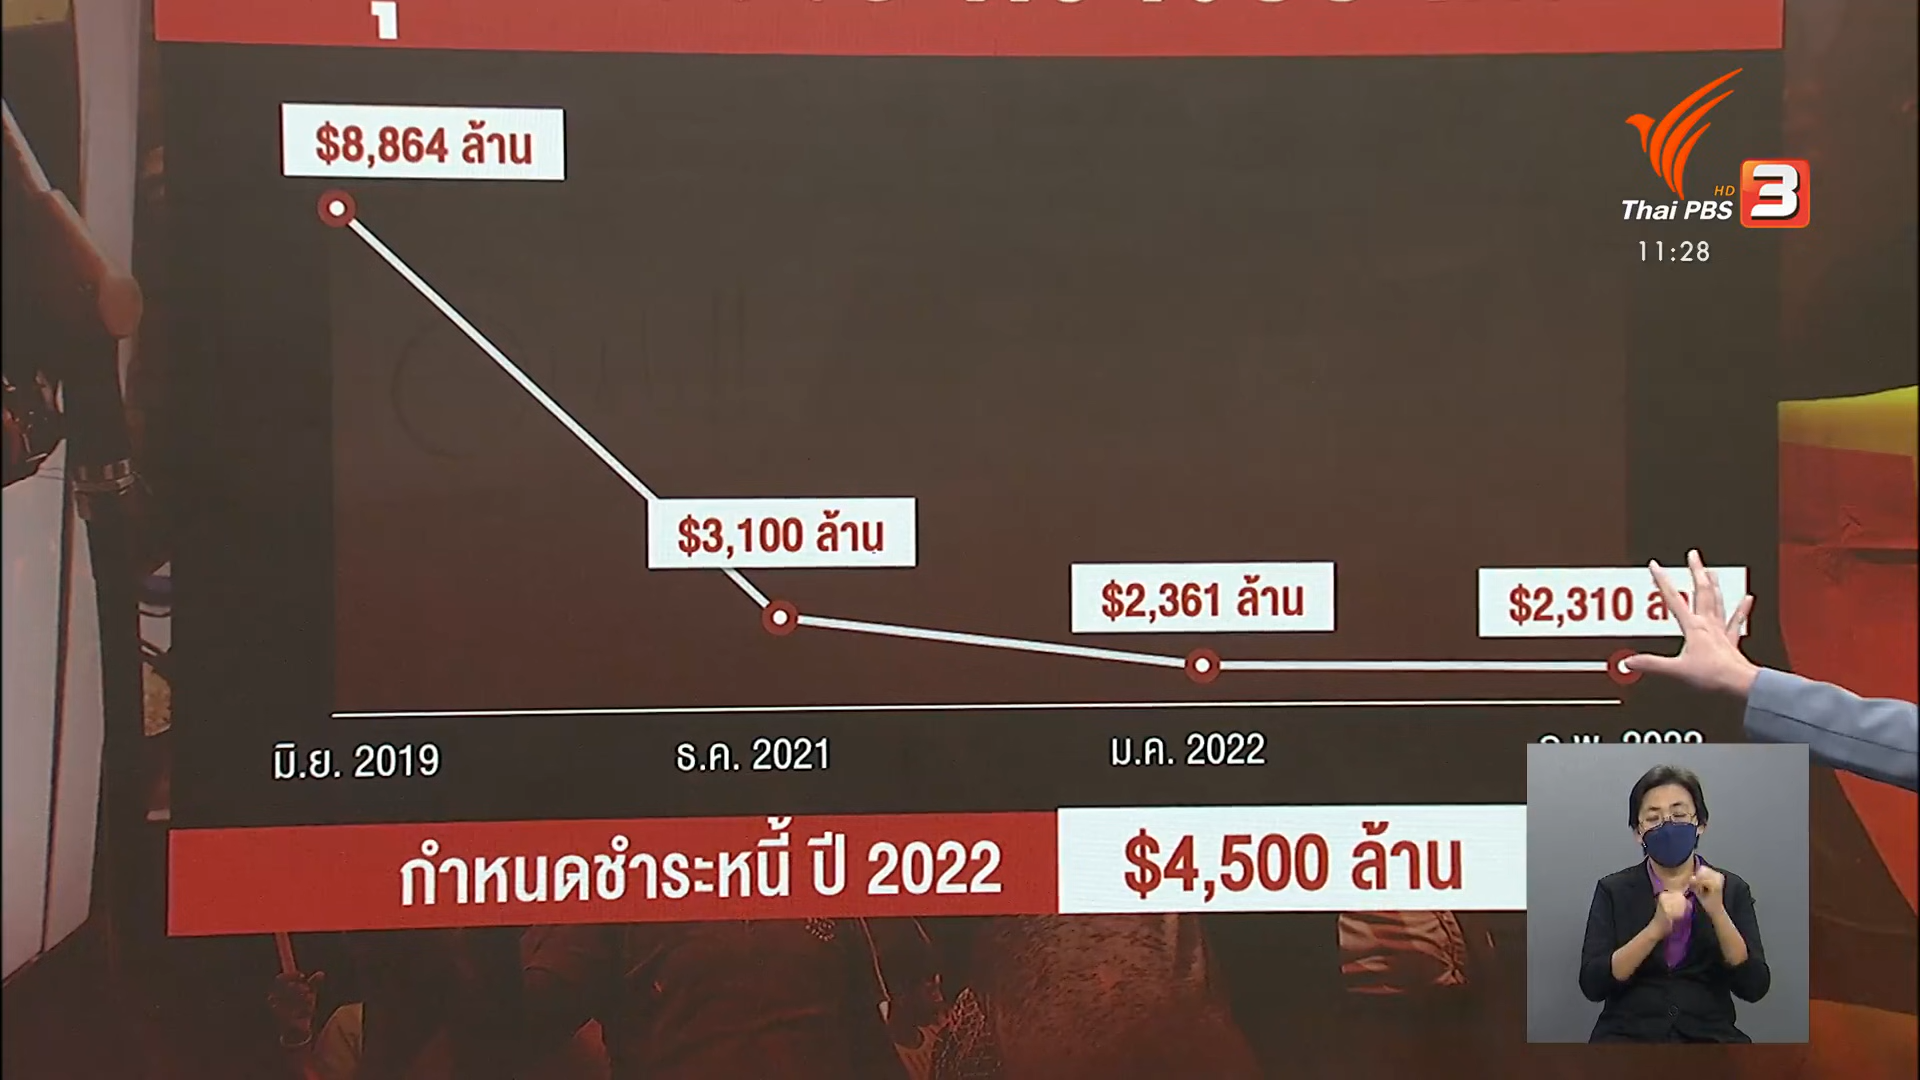 $8,864 ล้าน
HD
Thai PBS 3
11:28
$3,100 ล้าน
$2,361 ล้าน
$2,310
มิ.ย. 2019
ธ.ค. 2021
ม.ค. 2022
กำหนดชำระหนี้ ปี 2022
$4,500 ล้าน